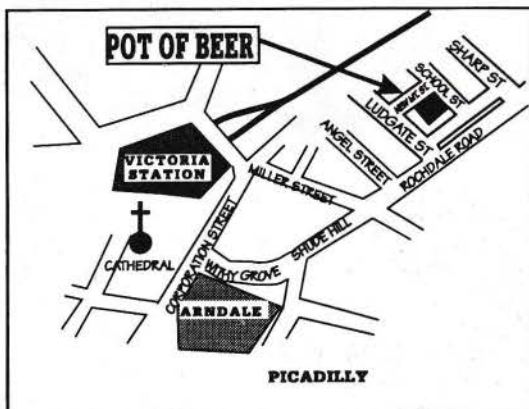 POT OF BEER
SHARP ST
SCHOOL ST
NEW MT. ST.
LUDGATE ST
ANGEL STREET
ROCHDALE ROAD
VICTORIA
STATION
MILLER STREET
CATHEDRAL
CORPORATION STREET
WITHY GROVE
SHUDE HILL
ARNDALE
PICADILLY